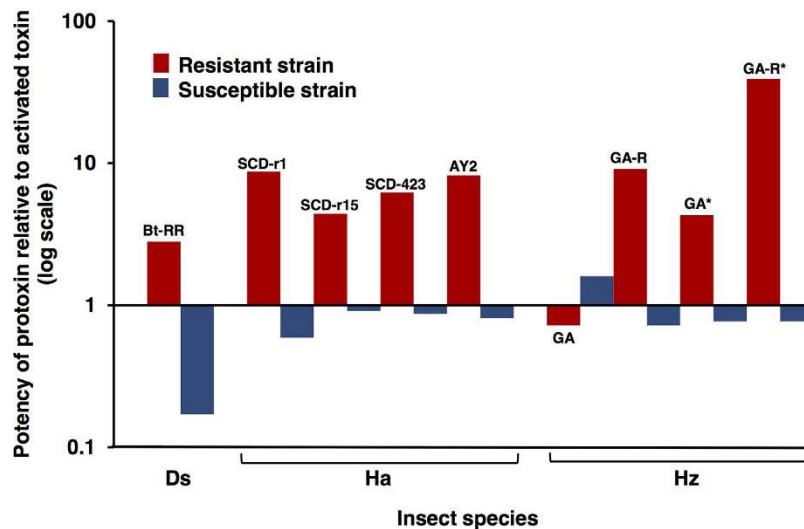 Potency of protoxin relative to activated toxin
(log scale)
100
10
1
0.1
Resistant strain
Susceptible strain
Bt-RR
SCD-r1
SCD-r15
SCD-423
AY2
GA
GA-R
GA*
GA-R*
Ds
Ha
Hz
Insect species